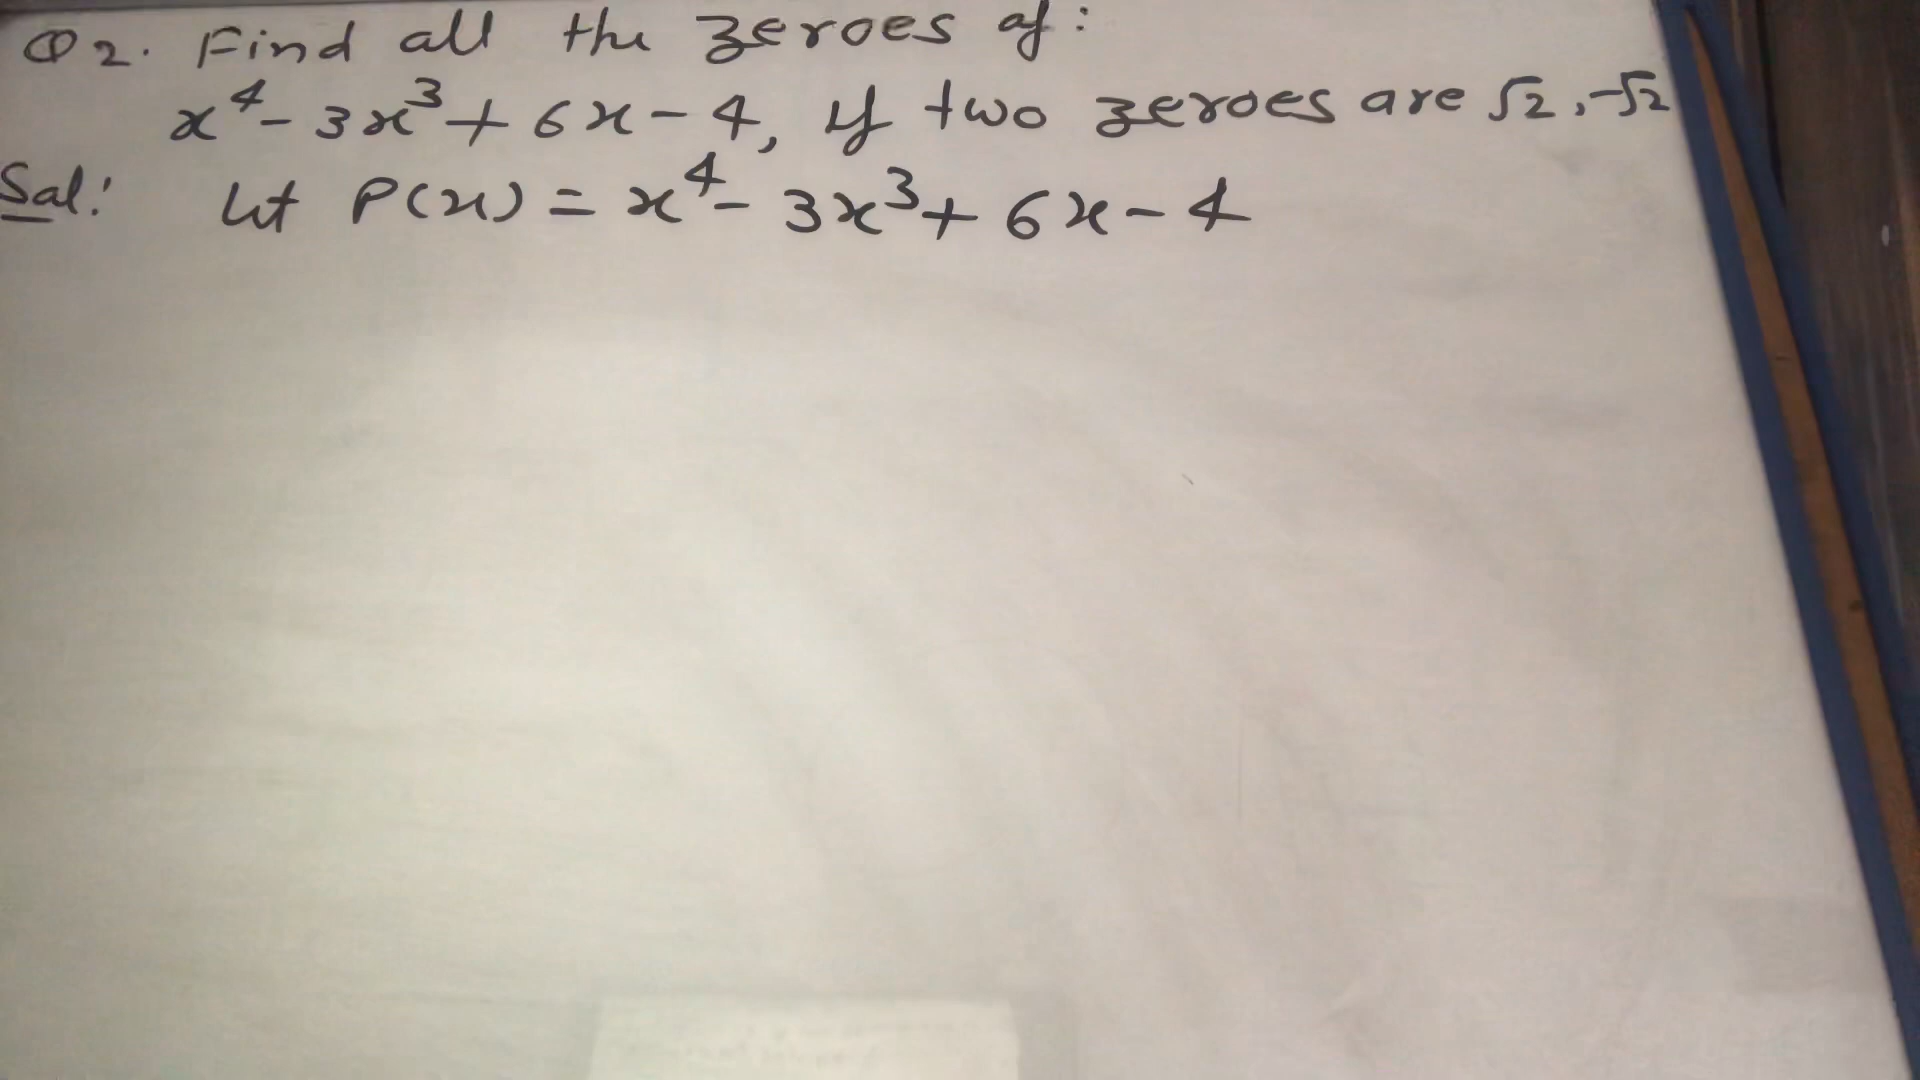 Q2. Find all the zeroes of:
x⁴- 3x³+ 6x-4, if two zeroes are √2,-√2
Sol: Let P(x) = x⁴- 3x³+ 6x-4